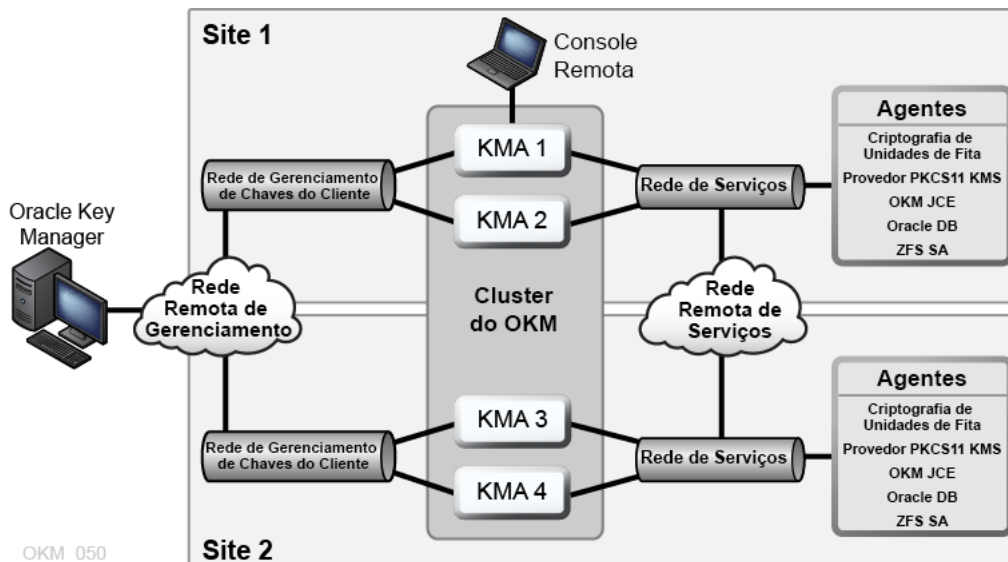 Site 1
Console
Remota
Agentes
Criptografia de
Unidades de Fita
Provedor PKCS11 KMS
OKM JCE
Oracle DB
ZFS SA
KMA 1
KMA 2
Rede de Gerenciamento
de Chaves do Cliente
Rede de Serviços
Oracle Key
Manager
Rede
Remota de
Gerenciamento
Cluster
do OKM
Rede
Remota de
Serviços
Agentes
Criptografia de
Unidades de Fita
Provedor PKCS11 KMS
OKM JCE
Oracle DB
ZFS SA
KMA 3
KMA 4
Rede de Gerenciamento
de Chaves do Cliente
Rede de Serviços
Site 2
OKM_050